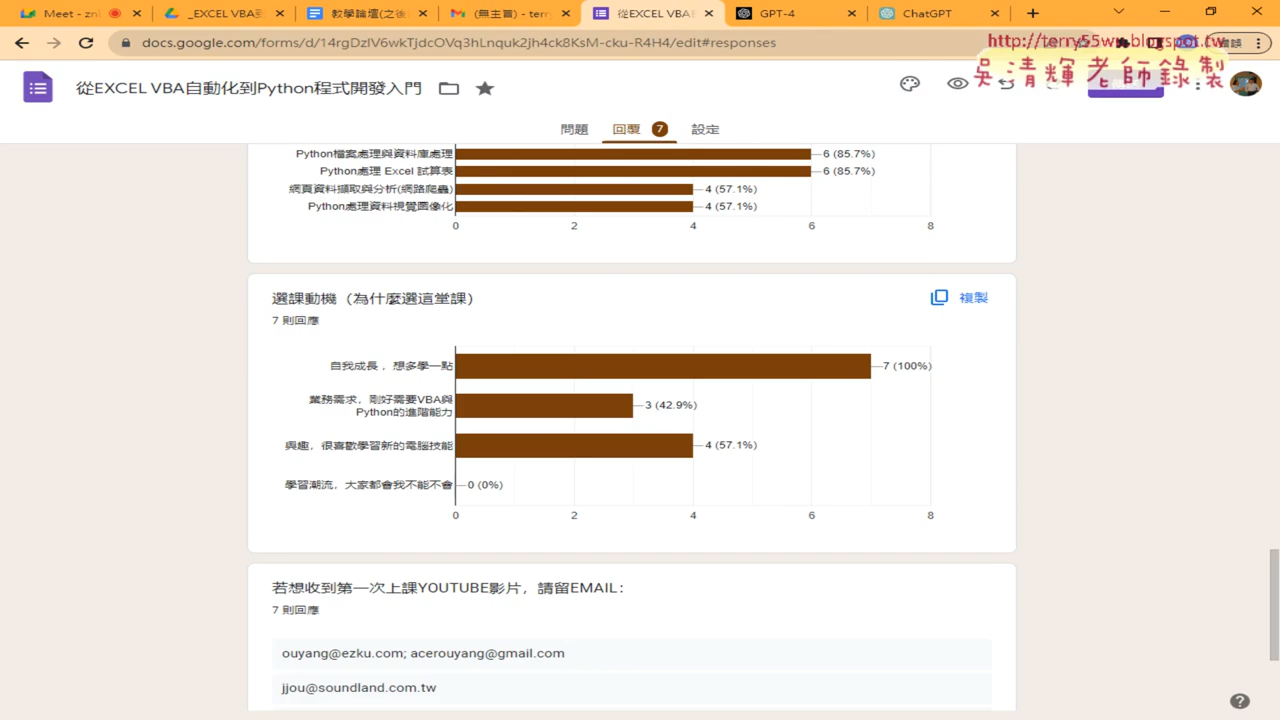 Meet - zn
_EXCEL VBA自
教學論壇(之後
(無主旨) - terr
從EXCEL VBA自
GPT-4
ChatGPT
docs.google.com/forms/d/14rgDzIV6wkTjdcOVq3hLnquk2jh4ck8KsM-cku-R4H4/edit#responses
http://terry55wu.blogspot.tw
吳清輝老師錄製
從EXCEL VBA自動化到Python程式開發入門
問題
回覆 7
設定
Python檔案處理與資料庫處理 6 (85.7%)
Python處理 Excel 試算表 6 (85.7%)
網頁資料擷取與分析(網路爬蟲) 4 (57.1%)
Python處理資料視覺圖像化 4 (57.1%)
0 2 4 6 8
選課動機（為什麼選這堂課）
複製
7 則回應
自我成長，想多學一點 7 (100%)
業務需求，剛好需要VBA與
Python的進階能力 3 (42.9%)
興趣，很喜歡學習新的電腦技能 4 (57.1%)
學習潮流，大家都會我不能不會 0 (0%)
0 2 4 6 8
若想收到第一次上課YOUTUBE影片，請留EMAIL：
7 則回應
ouyang@ezku.com; acerouyang@gmail.com
jjou@soundland.com.tw